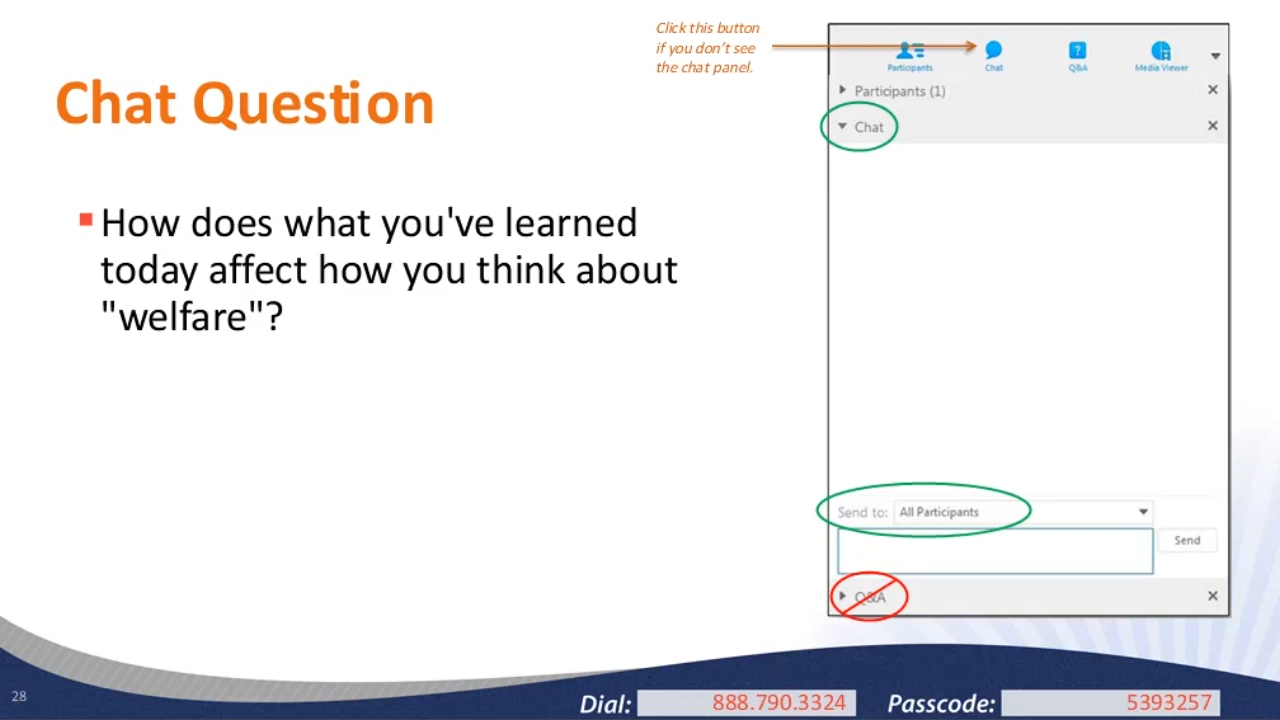 Click this button
if you don't see
the chat panel.
Chat Question
How does what you've learned
today affect how you think about
"welfare"?
Participants
Chat
Q&A
Media Viewer
Participants (1)
Chat
Send to: All Participants
Send
Q&A
28
Dial: 888.790.3324 Passcode: 5393257